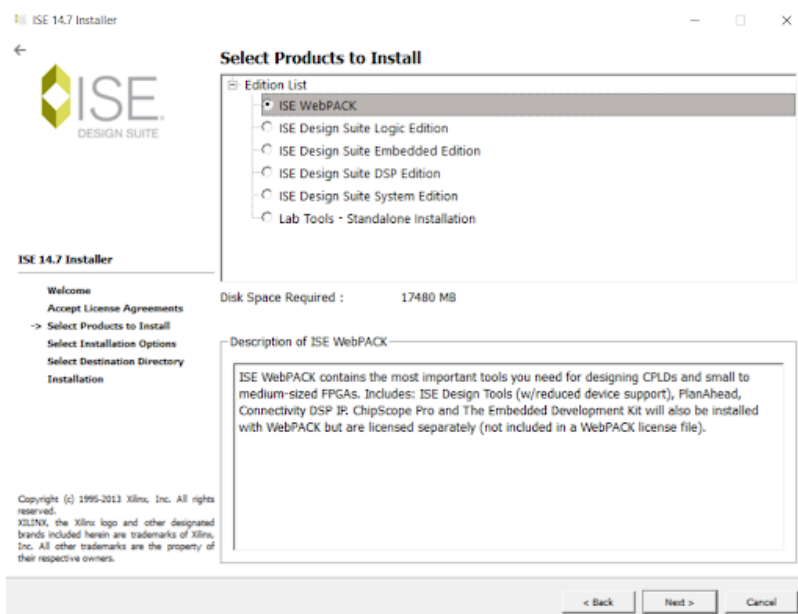 ISE 14.7 Installer
Select Products to Install
ISE.
DESIGN SUITE
Edition List
ISE WebPACK
ISE Design Suite Logic Edition
ISE Design Suite Embedded Edition
ISE Design Suite DSP Edition
ISE Design Suite System Edition
Lab Tools - Standalone Installation
ISE 14.7 Installer
Welcome
Accept License Agreements
-> Select Products to Install
Select Installation Options
Select Destination Directory
Installation
Disk Space Required : 17480 MB
Description of ISE WebPACK
ISE WebPACK contains the most important tools you need for designing CPLDs and small to
medium-sized FPGAs. Includes: ISE Design Tools (w/reduced device support), PlanAhead,
Connectivity DSP IP. ChipScope Pro and The Embedded Development Kit will also be installed
with WebPACK but are licensed separately (not included in a WebPACK license file).
Copyright (c) 1995-2013 Xilinx, Inc. All rights
reserved.
XILINX, the Xilinx logo and other designated
brands included herein are trademarks of Xilinx,
Inc. All other trademarks are the property of
their respective owners.
< Back
Next >
Cancel